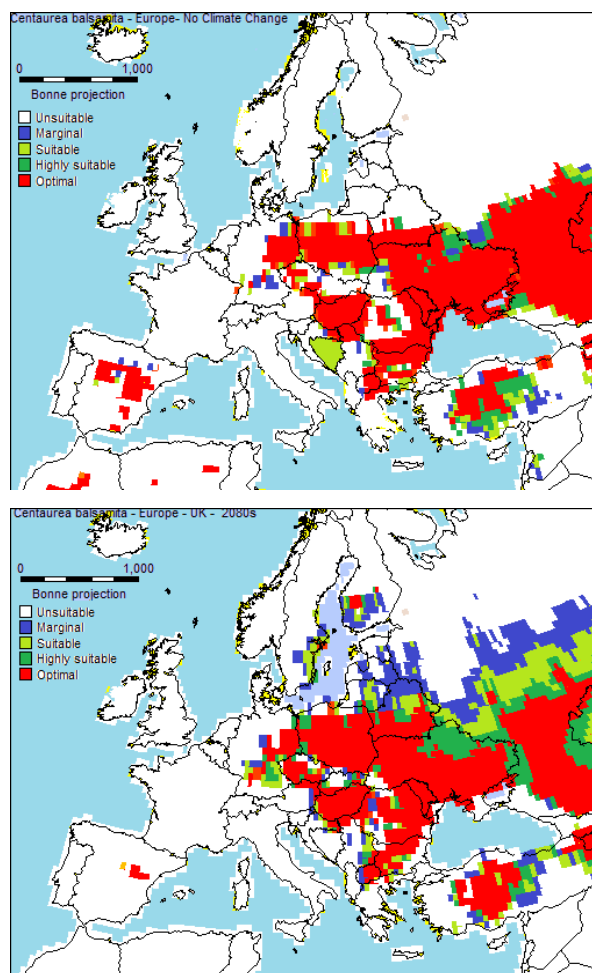 Centaurea balsamita - Europe- No Climate Change
0 1,000
Bonne projection
Unsuitable
Marginal
Suitable
Highly suitable
Optimal
Centaurea balsamita - Europe - UK - 2080s
0 1,000
Bonne projection
Unsuitable
Marginal
Suitable
Highly suitable
Optimal